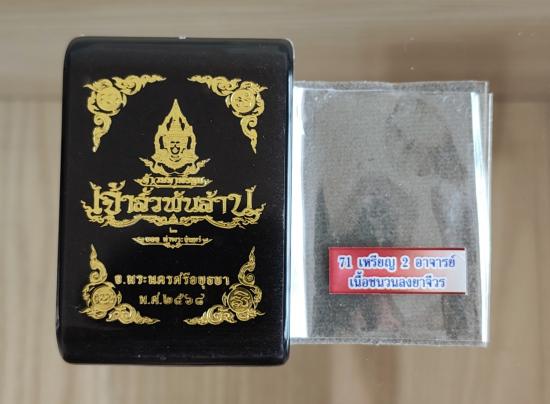 เจ้าสัวพันล้าน
จ.พระนครศรีอยุธยา
พ.ศ.๒๕๖๘
71 เหรียญ 2 อาจารย์
เนื้อชนวนลงยาจีวร